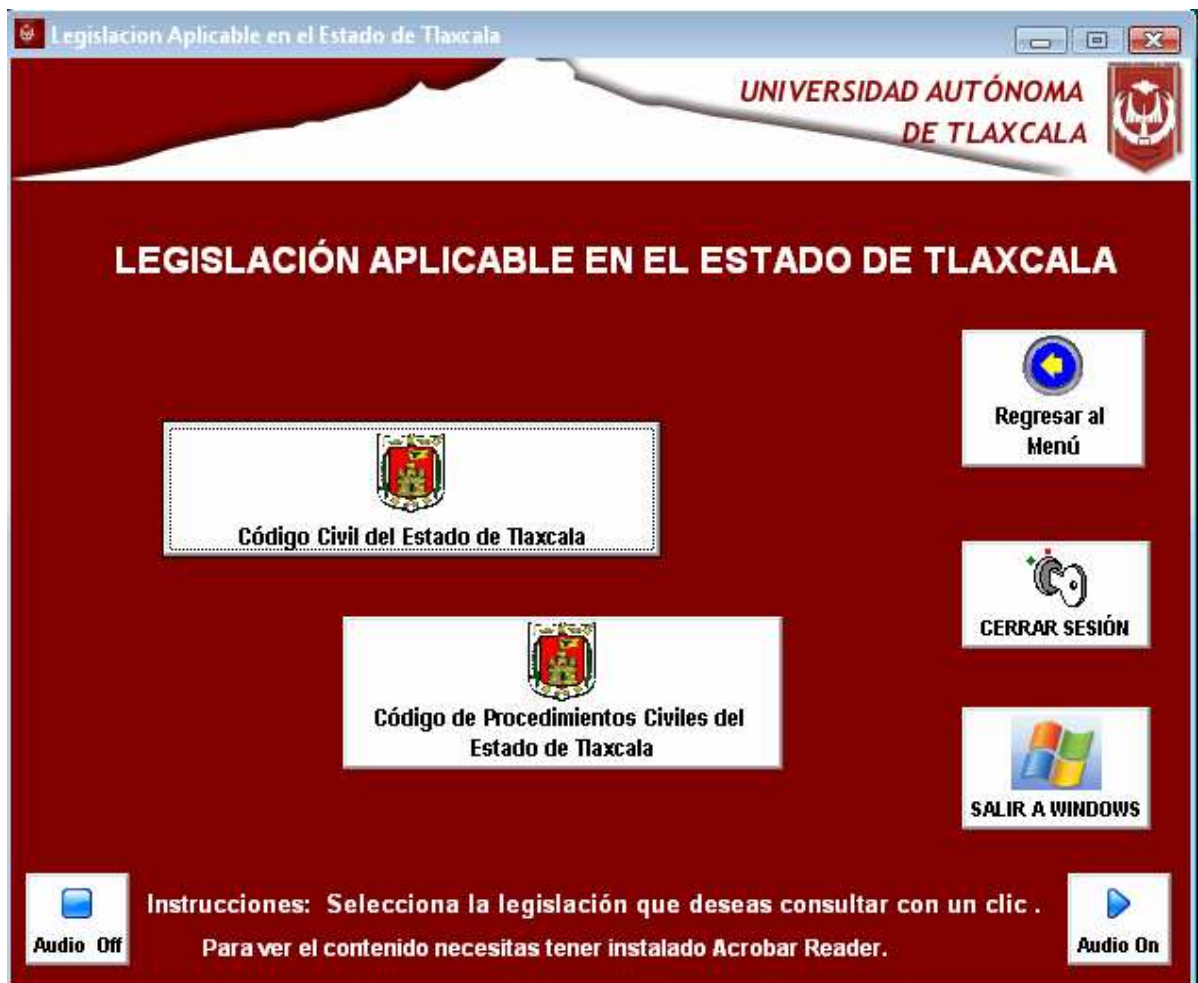 Legislacion Aplicable en el Estado de Tlaxcala
UNIVERSIDAD AUTÓNOMA
DE TLAXCALA
LEGISLACIÓN APLICABLE EN EL ESTADO DE TLAXCALA
Regresar al
Menú
Código Civil del Estado de Tlaxcala
CERRAR SESIÓN
Código de Procedimientos Civiles del
Estado de Tlaxcala
SALIR A WINDOWS
Instrucciones: Selecciona la legislación que deseas consultar con un clic .
Para ver el contenido necesitas tener instalado Acrobar Reader.
Audio Off
Audio On